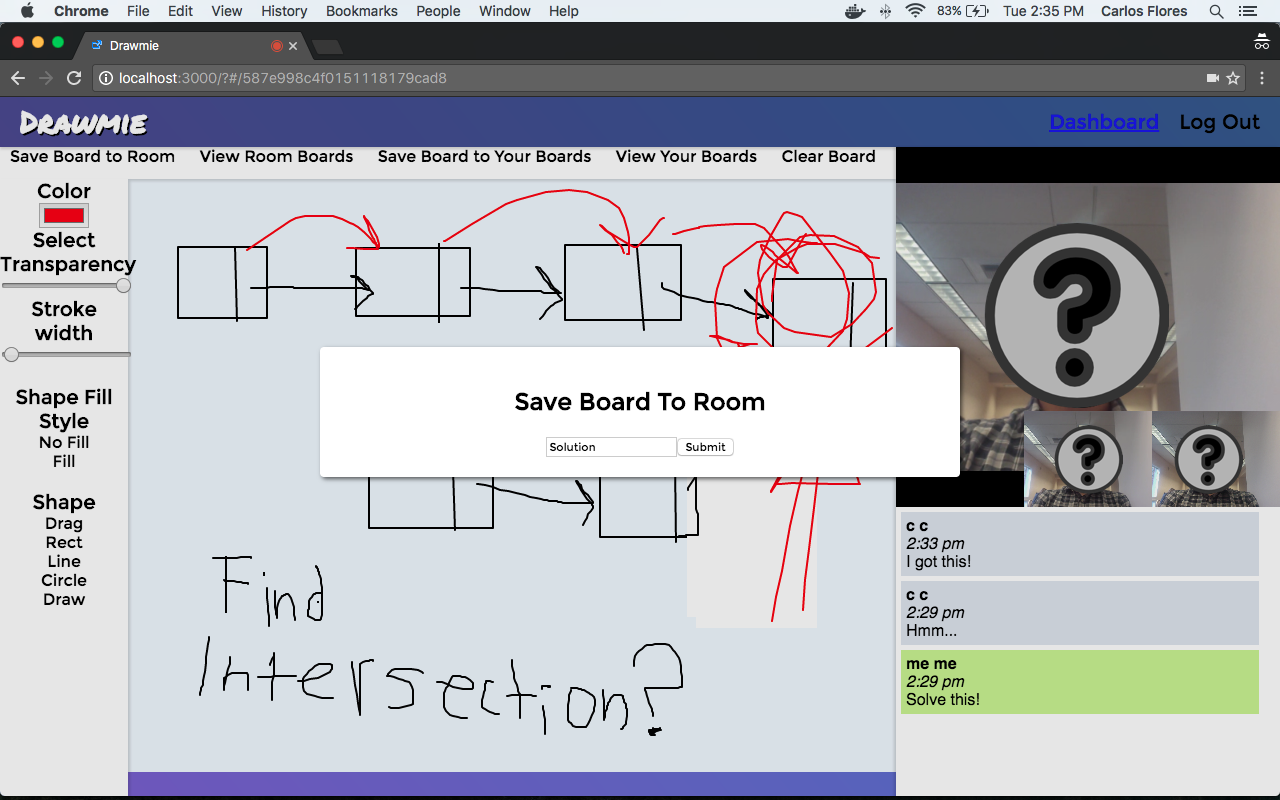 Chrome File Edit View History Bookmarks People Window Help 83% Tue 2:35 PM Carlos Flores
Drawmie
localhost:3000/?#/587e998c4f0151118179cad8
Drawmie Dashboard Log Out
Save Board to Room View Room Boards Save Board to Your Boards View Your Boards Clear Board
Color
Select
Transparency
Stroke
width
Shape Fill
Style
No Fill
Fill
Shape
Drag
Rect
Line
Circle
Draw
Save Board To Room
Solution Submit
Find
Intersection?
?
?
?
c c
2:33 pm
I got this!
c c
2:29 pm
Hmm...
me me
2:29 pm
Solve this!